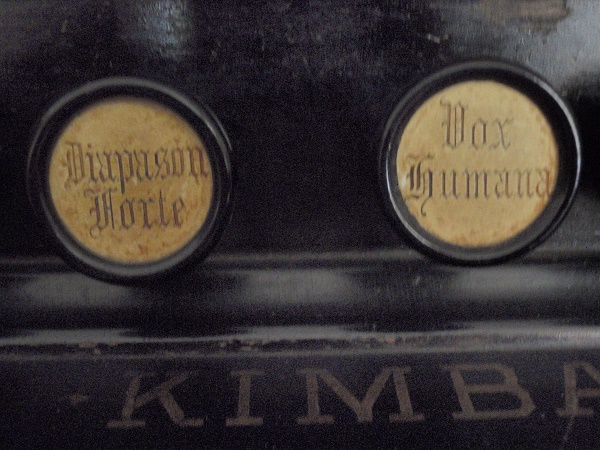 Diapason
Forte
Vox
Humana
KIMBA